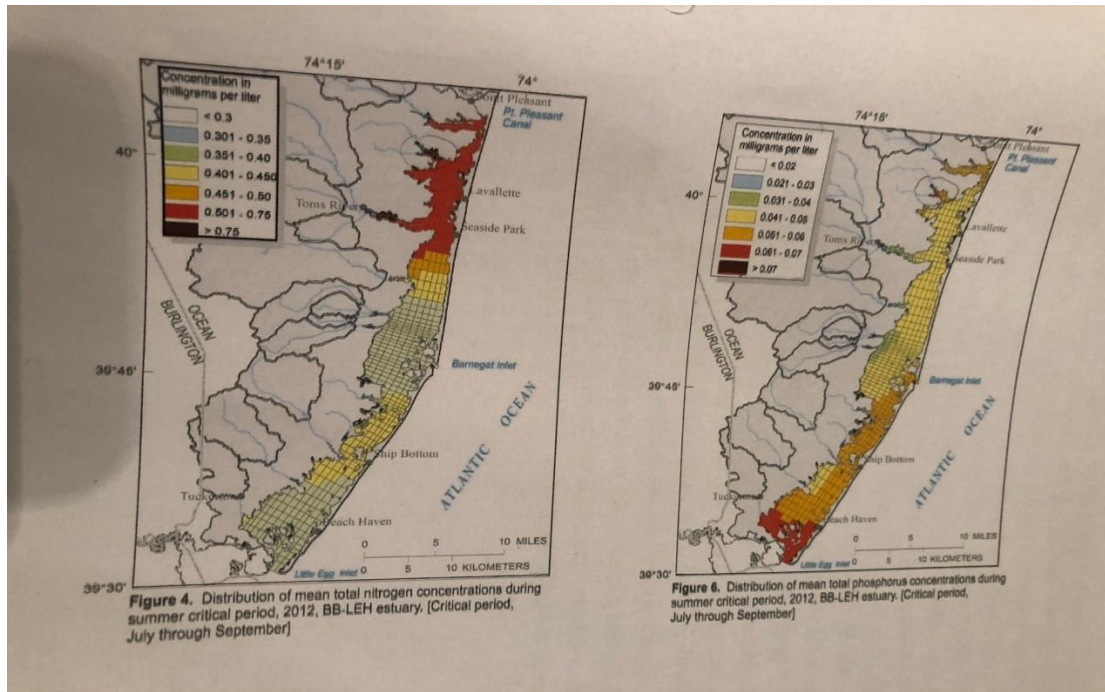 74°15'
74°
Concentration in
milligrams per liter
< 0.3
0.301 - 0.35
0.351 - 0.40
0.401 - 0.450
0.451 - 0.50
0.501 - 0.75
> 0.75
Point Pleasant
Pt. Pleasant
Canal
40°
Lavallette
Toms River
Seaside Park
OCEAN
BURLINGTON
39°45'
Barnegat Inlet
ATLANTIC OCEAN
Ship Bottom
Beach Haven
0 5 10 MILES
0 5 10 KILOMETERS
Little Egg Inlet
39°30'
Figure 4. Distribution of mean total nitrogen concentrations during
summer critical period, 2012, BB-LEH estuary. [Critical period,
July through September]
74°15'
74°
Concentration in
milligrams per liter
< 0.02
0.021 - 0.03
0.031 - 0.04
0.041 - 0.05
0.061 - 0.07
> 0.07
Point Pleasant
Pt. Pleasant
Canal
40°
Lavallette
Toms River
Seaside Park
OCEAN
BURLINGTON
39°45'
Barnegat Inlet
ATLANTIC OCEAN
Ship Bottom
Beach Haven
0 5 10 MILES
0 5 10 KILOMETERS
Little Egg Inlet
39°30'
Figure 6. Distribution of mean total phosphorus concentrations during
summer critical period, 2012, BB-LEH estuary. [Critical period,
July through September]